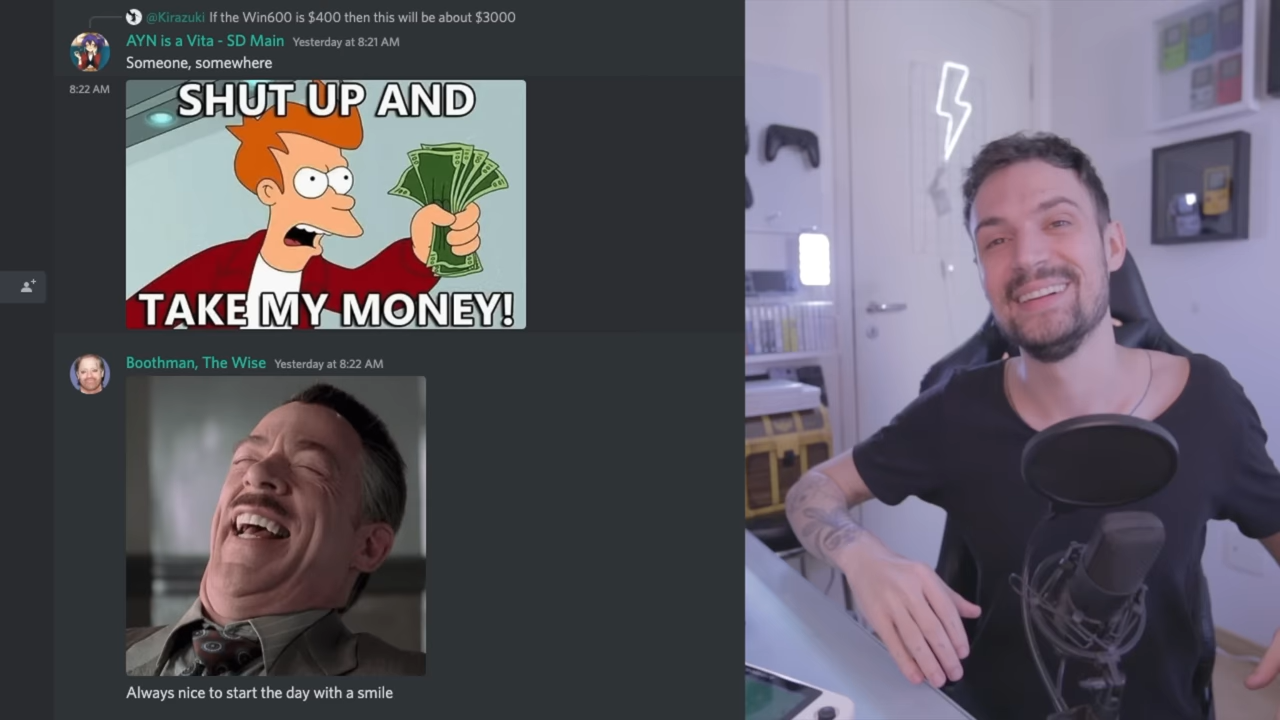 @Kirazuki If the Win600 is $400 then this will be about $3000
AYN is a Vita - SD Main Yesterday at 8:21 AM
Someone, somewhere
8:22 AM
SHUT UP AND
TAKE MY MONEY!
Boothman, The Wise Yesterday at 8:22 AM
Always nice to start the day with a smile